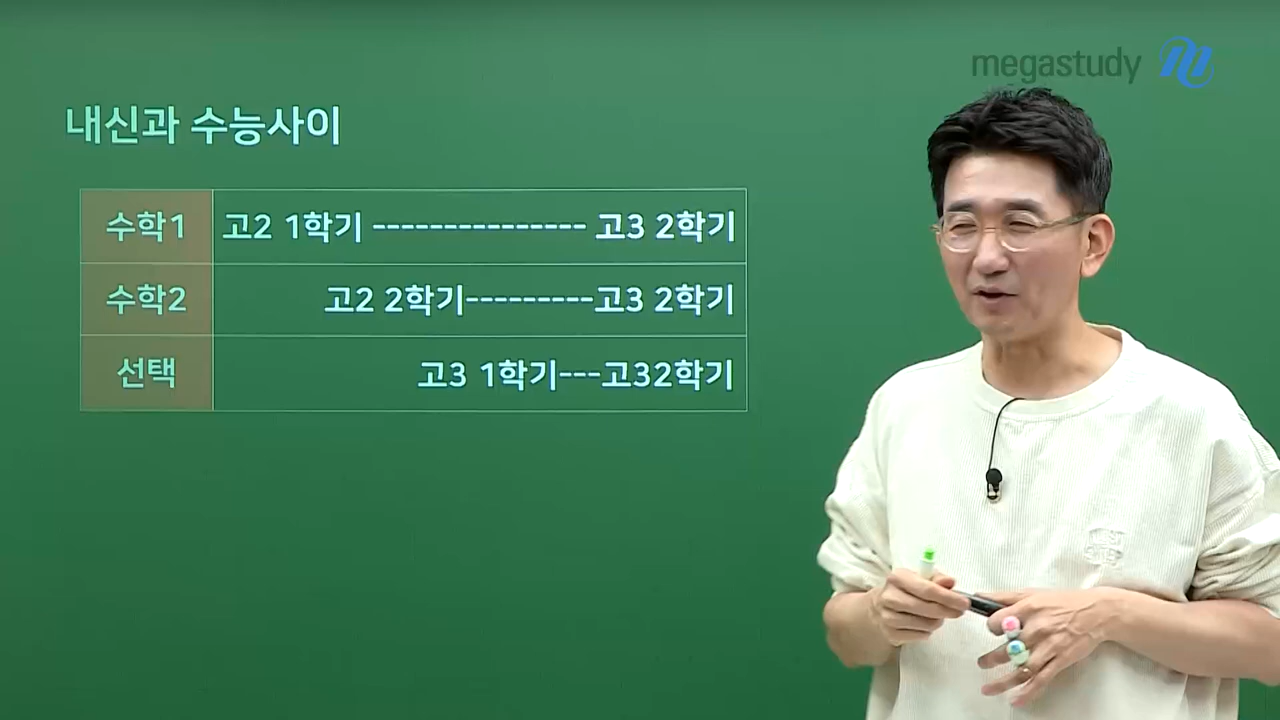 megastudy
내신과 수능사이
수학1 고2 1학기 --------------- 고3 2학기
수학2 고2 2학기---------고3 2학기
선택 고3 1학기---고32학기